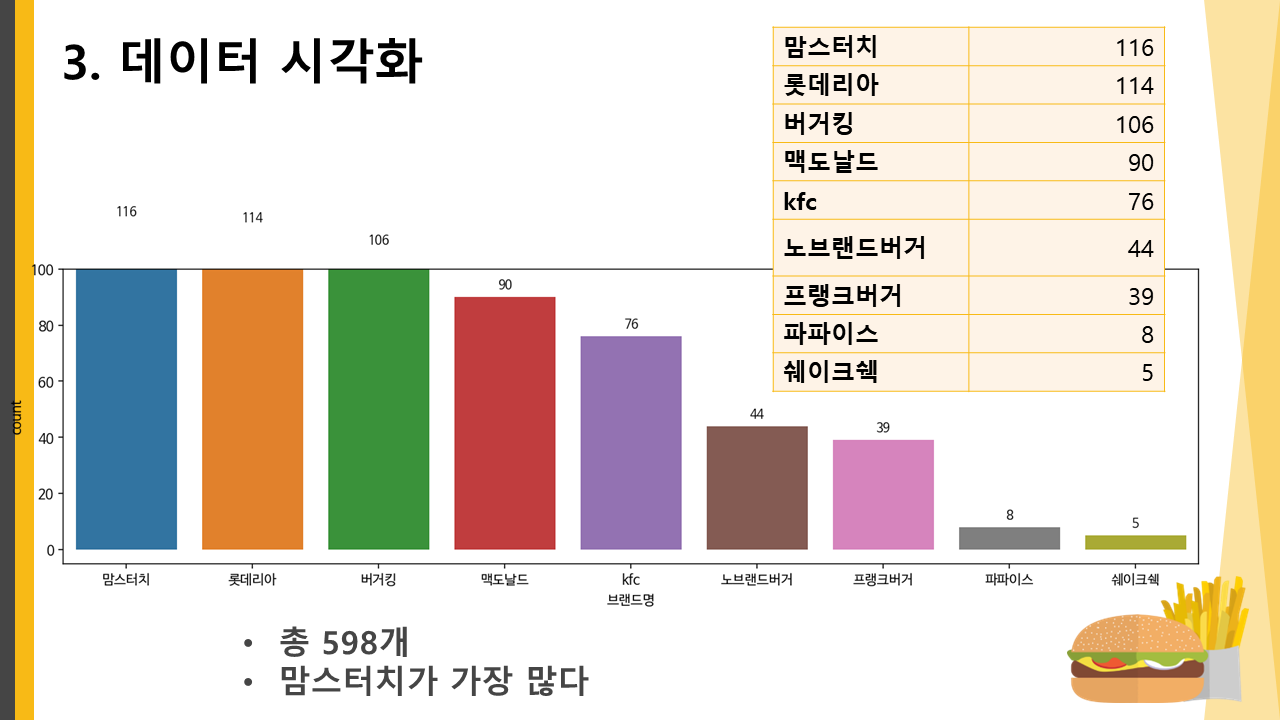 3. 데이터 시각화
맘스터치 116
롯데리아 114
버거킹 106
맥도날드 90
kfc 76
노브랜드버거 44
프랭크버거 39
파파이스 8
쉐이크쉑 5
116 114 106 90 76 44 39 8 5
100
80
60
40
20
0
count
맘스터치 롯데리아 버거킹 맥도날드 kfc 노브랜드버거 프랭크버거 파파이스 쉐이크쉑
브랜드명
• 총 598개
• 맘스터치가 가장 많다